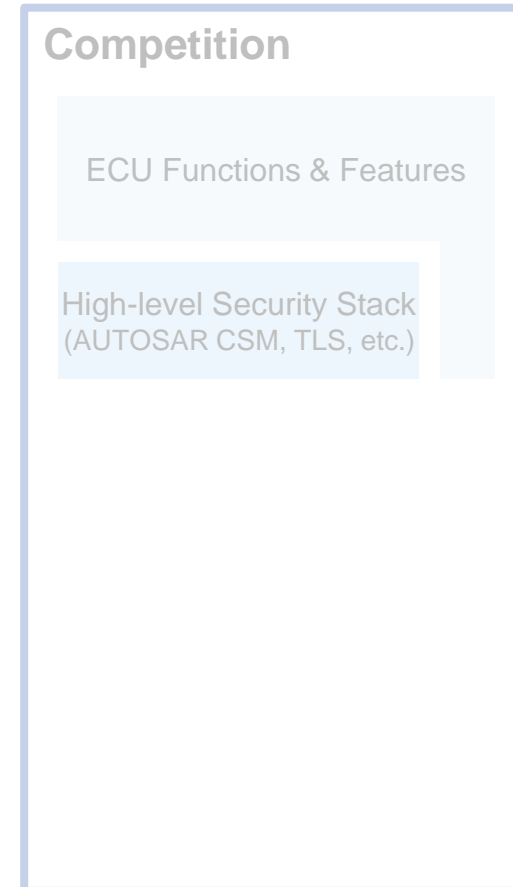 Competition
ECU Functions & Features
High-level Security Stack
(AUTOSAR CSM, TLS, etc.)